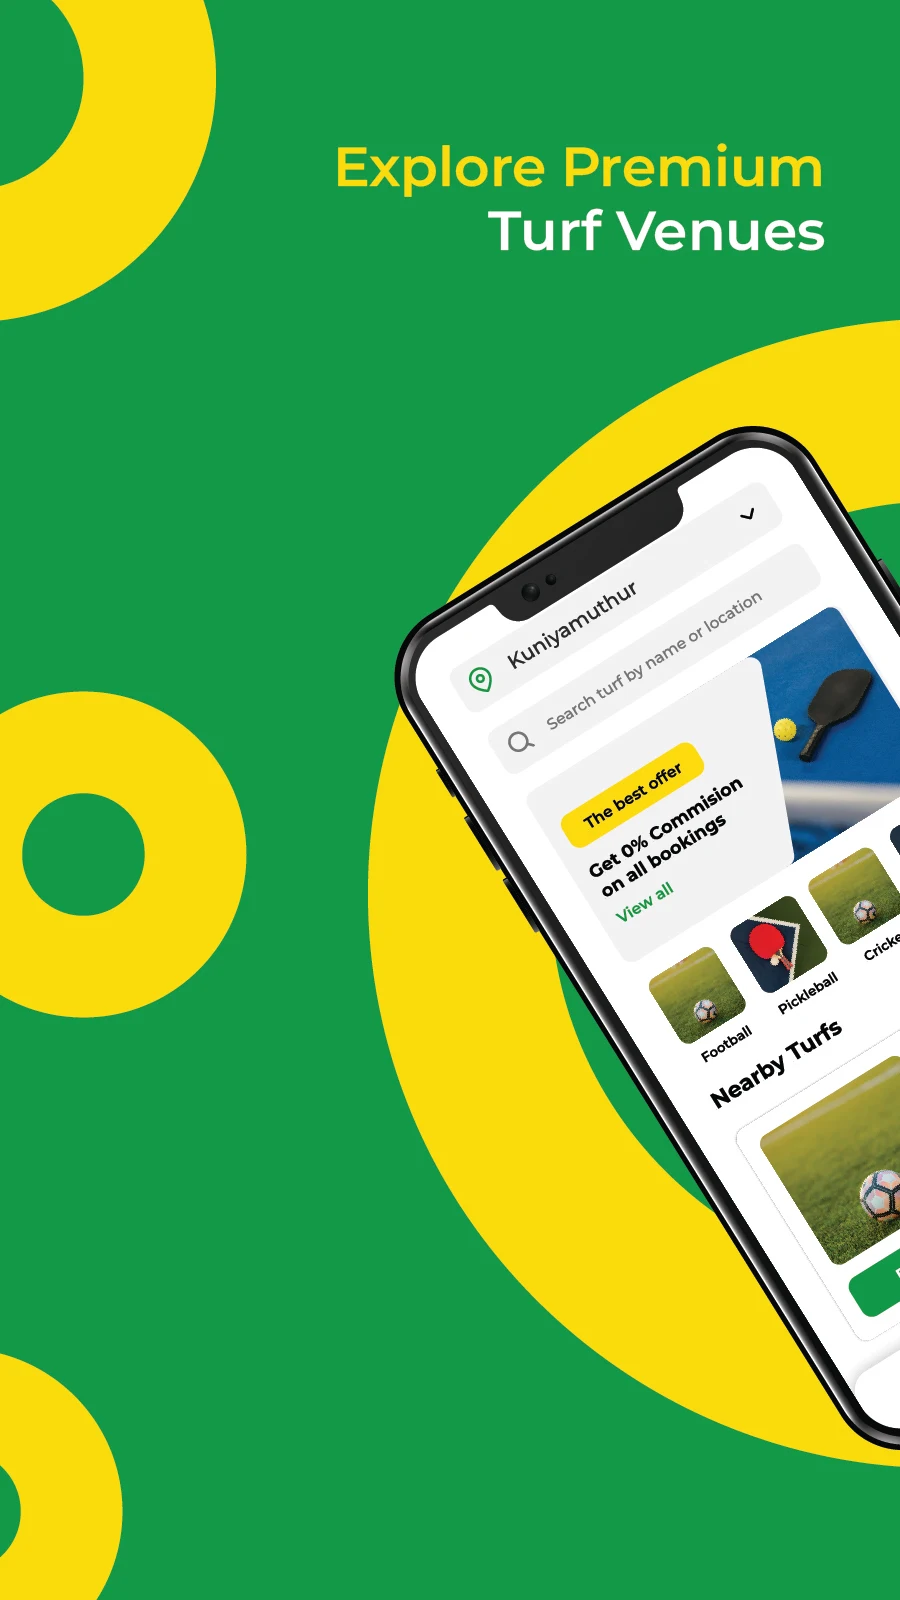 Explore Premium
Turf Venues
Kuniyamuthur
Search turf by name or location
The best offer
Get 0% Commision
on all bookings
View all
Football
Pickleball
Nearby Turfs